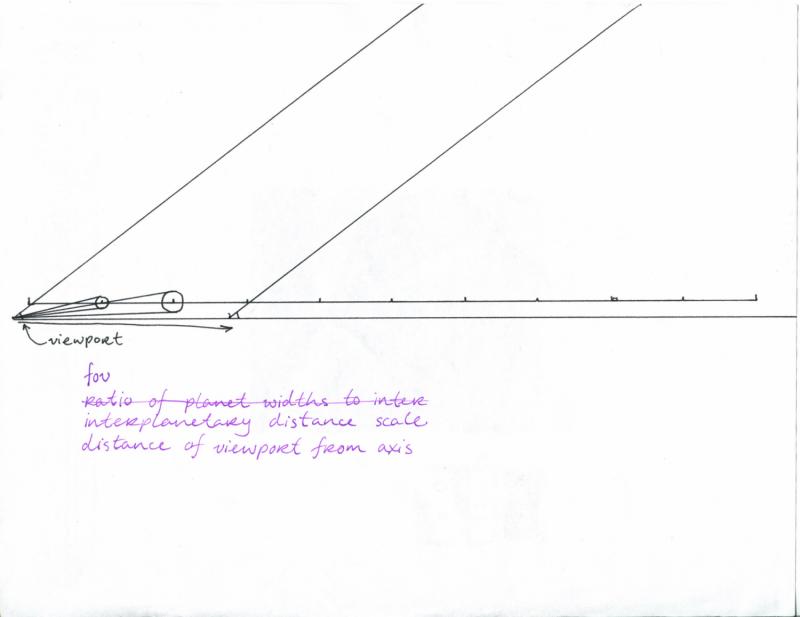 viewport
fov
ratio of planet widths to inter
interplanetary distance scale
distance of viewport from axis